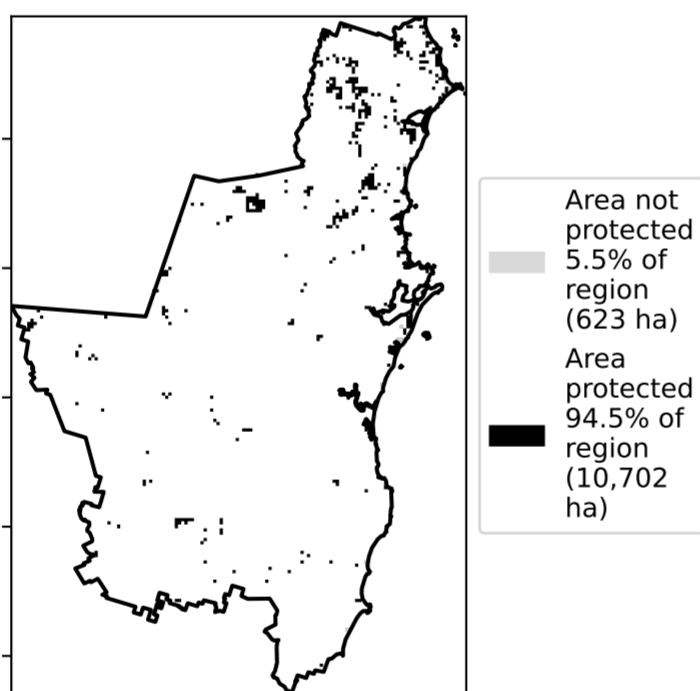 Area not
protected
5.5% of
region
(623 ha)
Area
protected
94.5% of
region
(10,702
ha)